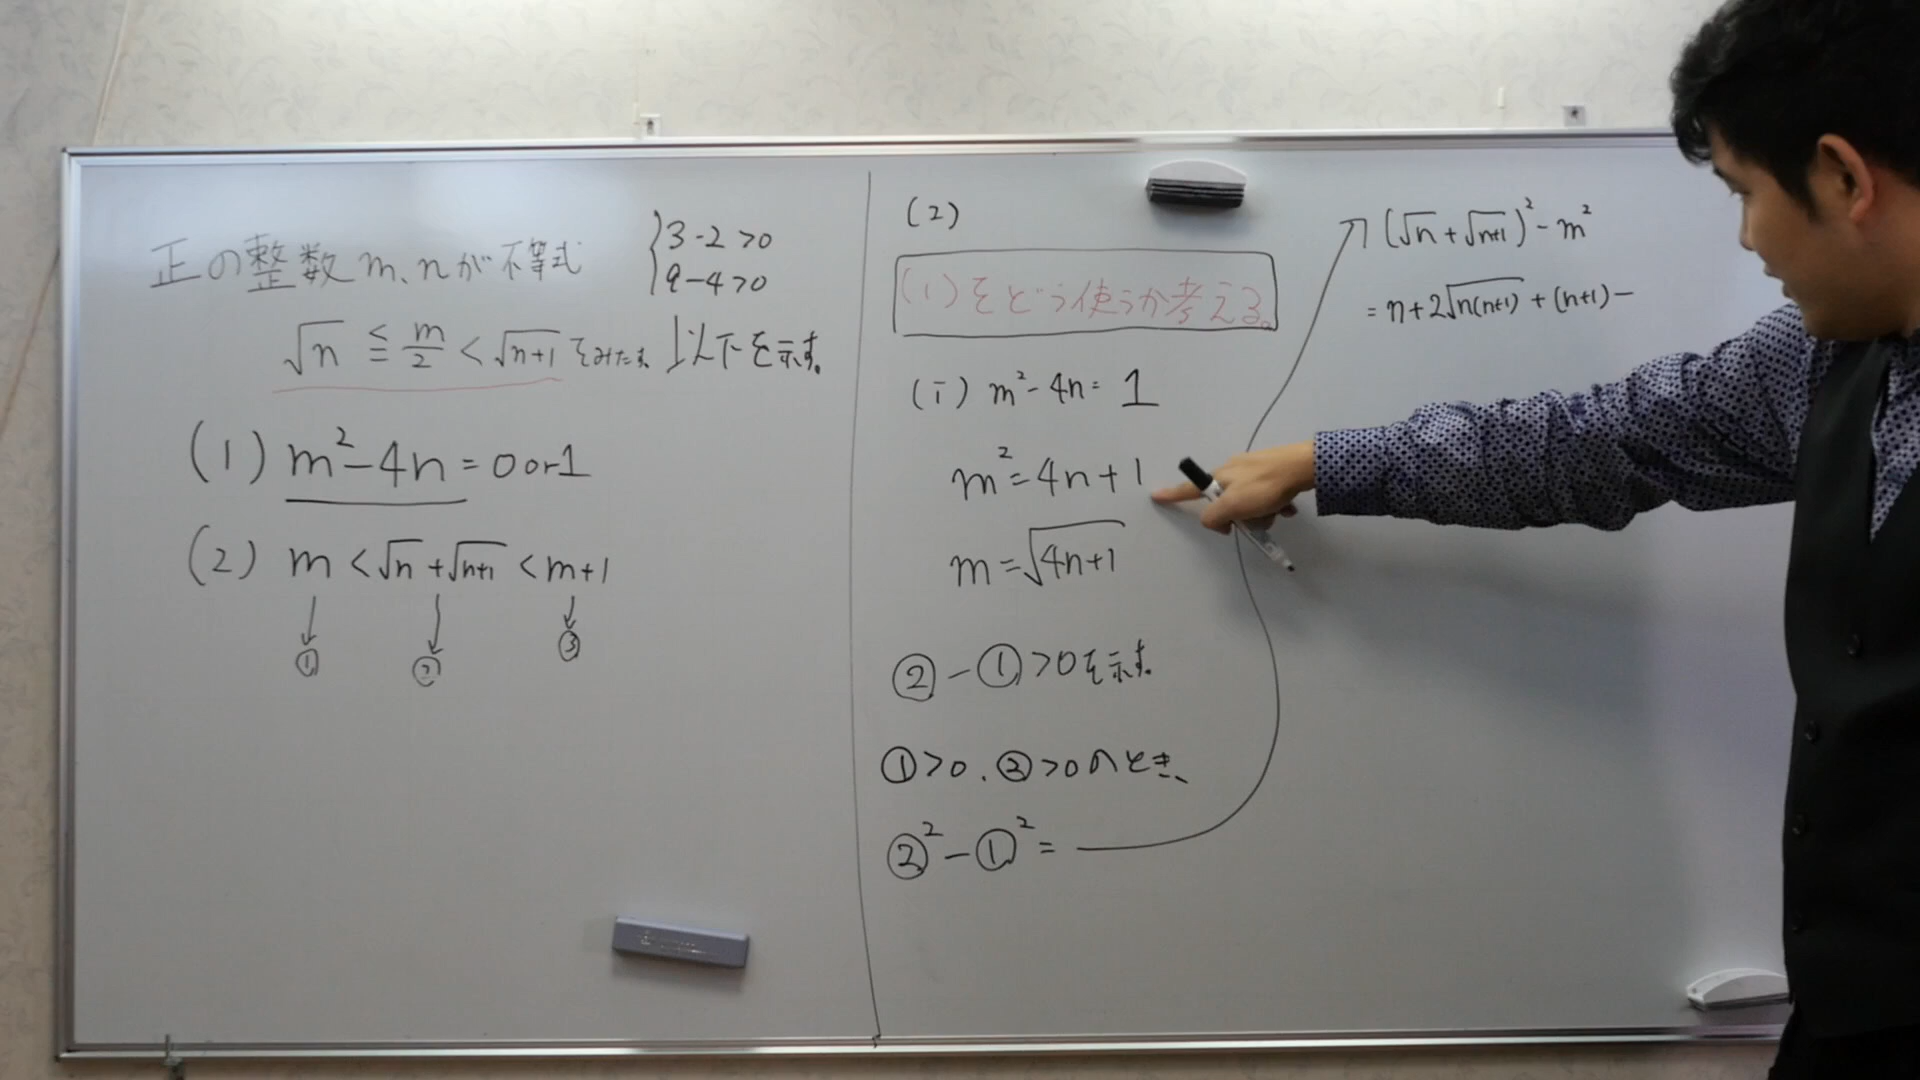 正の整数m、nが不等式
√n ≦ m/2 < √n+1 をみたす
3-2>0
9-4>0
以下を示す。
(1) m²-4n = 0 or 1
(2) m < √n + √n+1 < m+1
① ② ③
(2)
(1)をどう使うか考える。
(i) m²-4n = 1
m² = 4n+1
m = √4n+1
② - ① > 0 を示す。
① > 0、② > 0 のとき、
②² - ①² =
(√n + √n+1)² - m²
= n + 2√n(n+1) + (n+1) -